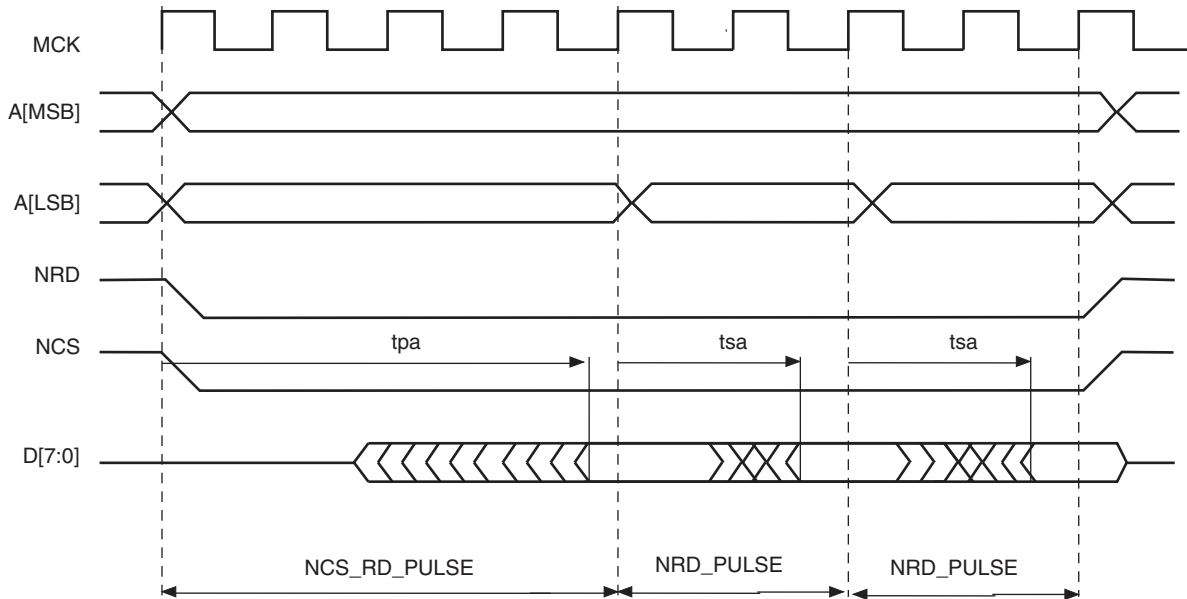 MCK
A[MSB]
A[LSB]
NRD
NCS
tpa
tsa
tsa
D[7:0]
NCS_RD_PULSE
NRD_PULSE
NRD_PULSE